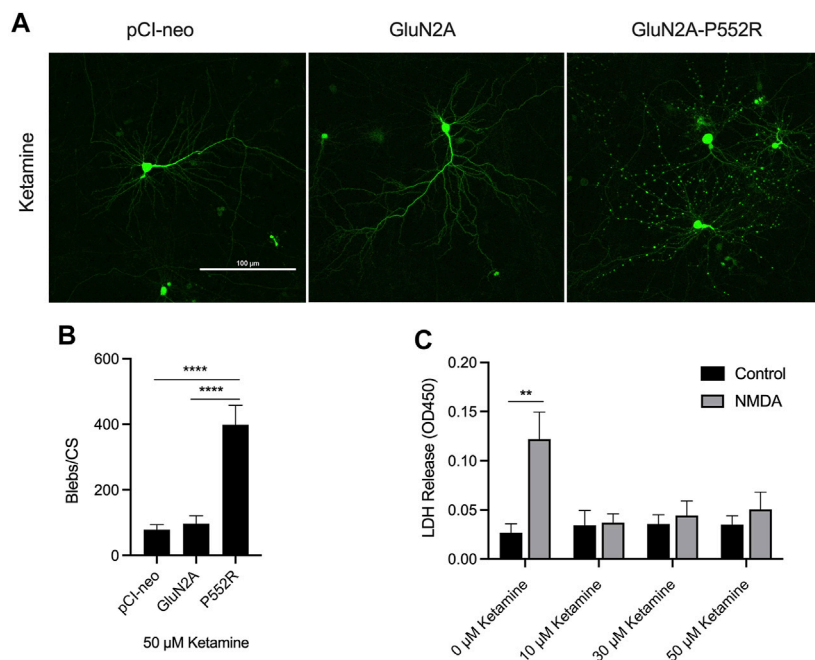 A
pCI-neo
GluN2A
GluN2A-P552R
Ketamine
100 µm
B
600
400
200
0
Blebs/CS
****
****
pCI-neo
GluN2A
P552R
50 µM Ketamine
C
0.20
0.15
0.10
0.05
0.00
LDH Release (OD450)
**
Control
NMDA
0 µM Ketamine
10 µM Ketamine
30 µM Ketamine
50 µM Ketamine